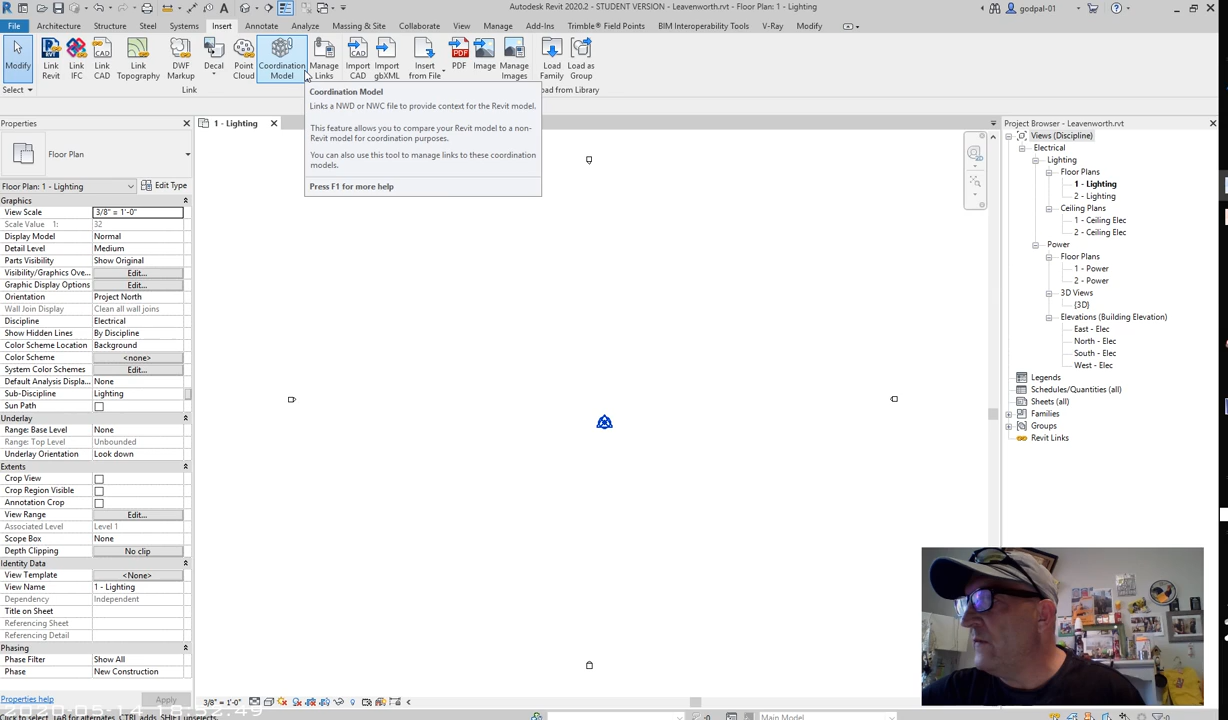 Autodesk Revit 2020.2 - STUDENT VERSION - Leavenworth.rvt - Floor Plan: 1 - Lighting
godpal-01
File Architecture Structure Steel Systems Insert Annotate Analyze Massing & Site Collaborate View Manage Add-Ins Trimble® Field Points BIM Interoperability Tools V-Ray Modify
Modify
Link Revit
Link IFC
Link CAD
Link Topography
DWF Markup
Decal
Point Cloud
Coordination Model
Manage Links
Import CAD
Import gbXML
Insert from File
PDF
Image
Manage Images
Load Family
Load as Group
Select
Link
oad from Library
Coordination Model
Links a NWD or NWC file to provide context for the Revit model.
This feature allows you to compare your Revit model to a non-
Revit model for coordination purposes.
You can also use this tool to manage links to these coordination
models.
Press F1 for more help
Properties
1 - Lighting
Floor Plan
Floor Plan: 1 - Lighting Edit Type
Graphics
View Scale 3/8" = 1'-0"
Scale Value 1: 32
Display Model Normal
Detail Level Medium
Parts Visibility Show Original
Visibility/Graphics Ove... Edit...
Graphic Display Options Edit...
Orientation Project North
Wall Join Display Clean all wall joins
Discipline Electrical
Show Hidden Lines By Discipline
Color Scheme Location Background
Color Scheme <none>
System Color Schemes Edit...
Default Analysis Displa... None
Sub-Discipline Lighting
Sun Path
Underlay
Range: Base Level None
Range: Top Level Unbounded
Underlay Orientation Look down
Extents
Crop View
Crop Region Visible
Annotation Crop
View Range Edit...
Associated Level Level 1
Scope Box None
Depth Clipping No clip
Identity Data
View Template <None>
View Name 1 - Lighting
Dependency Independent
Title on Sheet
Referencing Sheet
Referencing Detail
Phasing
Phase Filter Show All
Phase New Construction
Properties help Apply
3/8" = 1'-0"
Main Model
Project Browser - Leavenworth.rvt
Views (Discipline)
Electrical
Lighting
Floor Plans
1 - Lighting
2 - Lighting
Ceiling Plans
1 - Ceiling Elec
2 - Ceiling Elec
Power
Floor Plans
1 - Power
2 - Power
3D Views
{3D}
Elevations (Building Elevation)
East - Elec
North - Elec
South - Elec
West - Elec
Legends
Schedules/Quantities (all)
Sheets (all)
Families
Groups
Revit Links